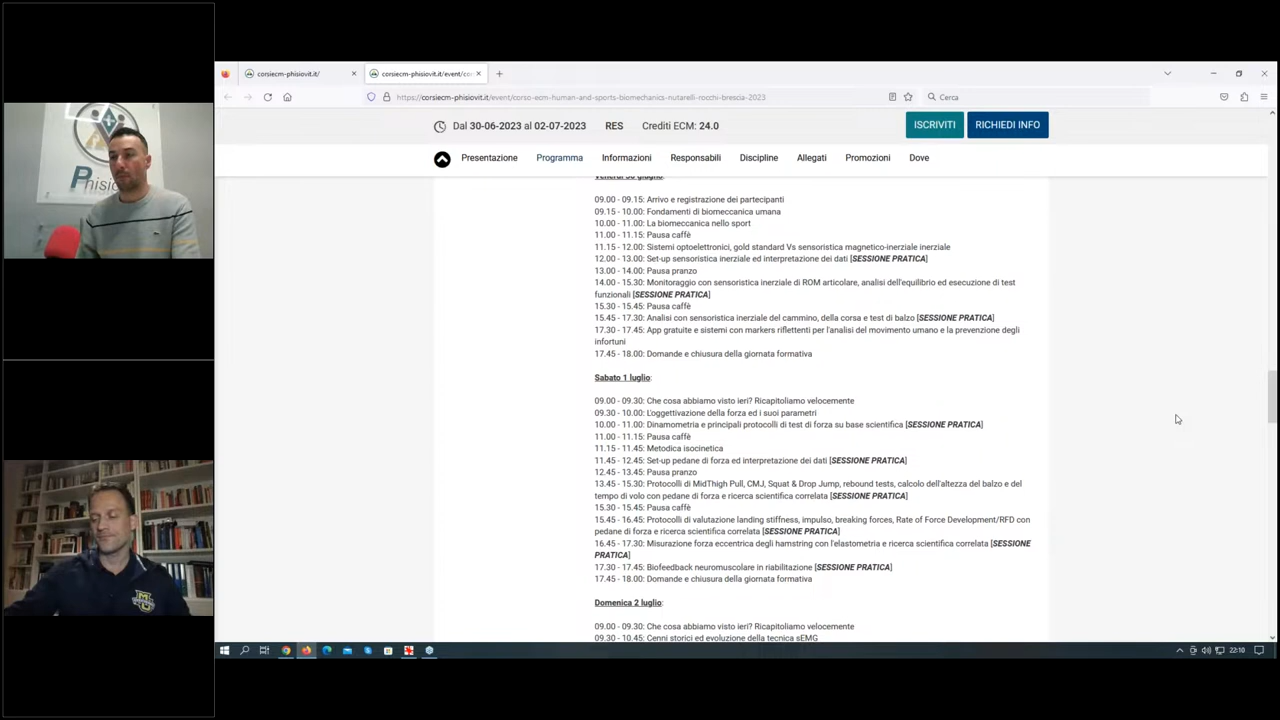 corsiecm-phisiovit.it/
corsiecm-phisiovit.it/event/cor
https://corsiecm-phisiovit.it/event/corso-ecm-human-and-sports-biomechanics-nutarelli-rocchi-brescia-2023
Cerca
Dal 30-06-2023 al 02-07-2023 RES Crediti ECM: 24.0
ISCRIVITI RICHIEDI INFO
Presentazione Programma Informazioni Responsabili Discipline Allegati Promozioni Dove
Venerdì 30 giugno:
09.00 - 09.15: Arrivo e registrazione dei partecipanti
09.15 - 10.00: Fondamenti di biomeccanica umana
10.00 - 11.00: La biomeccanica nello sport
11.00 - 11.15: Pausa caffè
11.15 - 12.00: Sistemi optoelettronici, gold standard Vs sensoristica magnetico-inerziale inerziale
12.00 - 13.00: Set-up sensoristica inerziale ed interpretazione dei dati [SESSIONE PRATICA]
13.00 - 14.00: Pausa pranzo
14.00 - 15.30: Monitoraggio con sensoristica inerziale di ROM articolare, analisi dell'equilibrio ed esecuzione di test
funzionali [SESSIONE PRATICA]
15.30 - 15.45: Pausa caffè
15.45 - 17.30: Analisi con sensoristica inerziale del cammino, della corsa e test di balzo [SESSIONE PRATICA]
17.30 - 17.45: App gratuite e sistemi con markers riflettenti per l'analisi del movimento umano e la prevenzione degli
infortuni
17.45 - 18.00: Domande e chiusura della giornata formativa
Sabato 1 luglio:
09.00 - 09.30: Che cosa abbiamo visto ieri? Ricapitoliamo velocemente
09.30 - 10.00: L'oggettivazione della forza ed i suoi parametri
10.00 - 11.00: Dinamometria e principali protocolli di test di forza su base scientifica [SESSIONE PRATICA]
11.00 - 11.15: Pausa caffè
11.15 - 11.45: Metodica isocinetica
11.45 - 12.45: Set-up pedane di forza ed interpretazione dei dati [SESSIONE PRATICA]
12.45 - 13.45: Pausa pranzo
13.45 - 15.30: Protocolli di MidThigh Pull, CMJ, Squat & Drop Jump, rebound tests, calcolo dell'altezza del balzo e del
tempo di volo con pedane di forza e ricerca scientifica correlata [SESSIONE PRATICA]
15.30 - 15.45: Pausa caffè
15.45 - 16.45: Protocolli di valutazione landing stiffness, impulso, breaking forces, Rate of Force Development/RFD con
pedane di forza e ricerca scientifica correlata [SESSIONE PRATICA]
16.45 - 17.30: Misurazione forza eccentrica degli hamstring con l'elastometria e ricerca scientifica correlata [SESSIONE
PRATICA]
17.30 - 17.45: Biofeedback neuromuscolare in riabilitazione [SESSIONE PRATICA]
17.45 - 18.00: Domande e chiusura della giornata formativa
Domenica 2 luglio:
09.00 - 09.30: Che cosa abbiamo visto ieri? Ricapitoliamo velocemente
09.30 - 10.45: Cenni storici ed evoluzione della tecnica sEMG
22:10